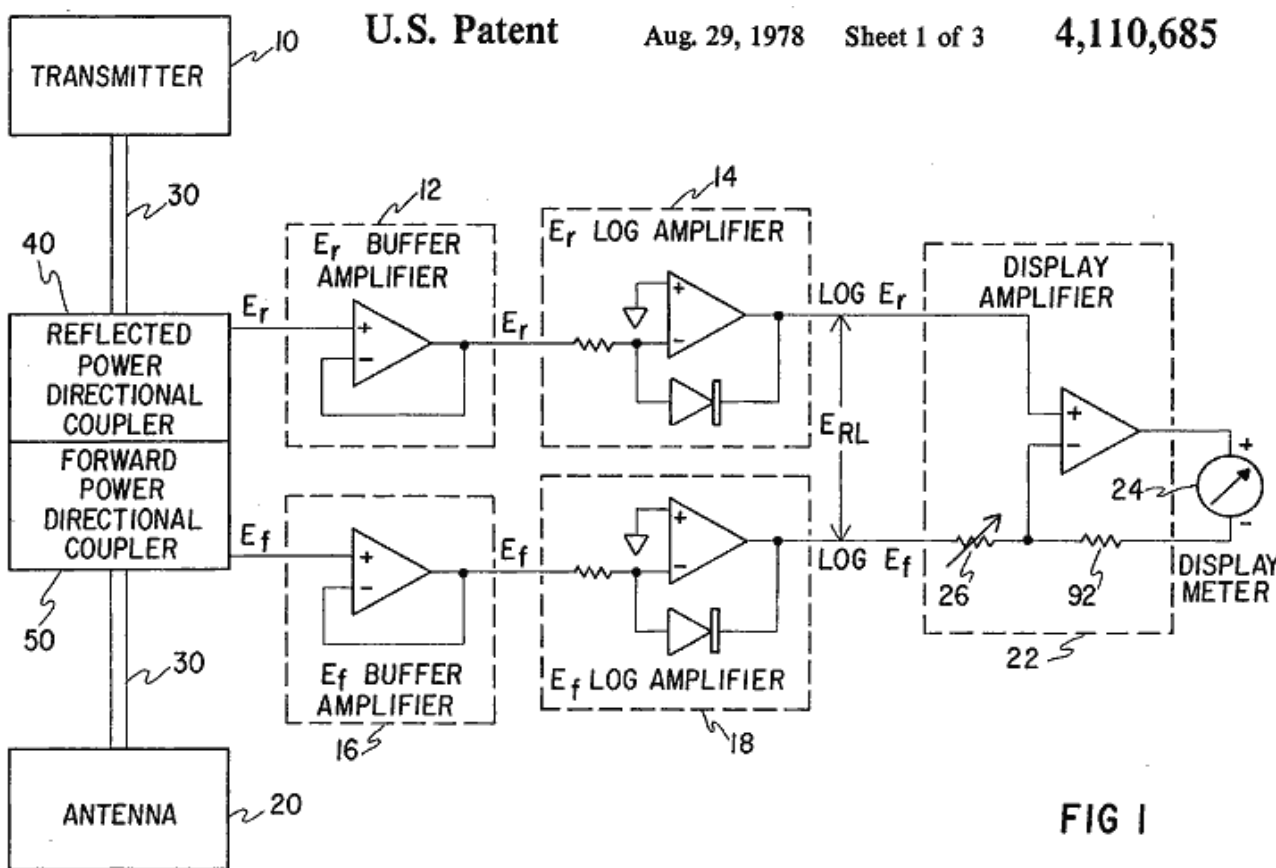 U.S. Patent Aug. 29, 1978 Sheet 1 of 3 4,110,685
TRANSMITTER
10
30
40
REFLECTED
POWER
DIRECTIONAL
COUPLER
FORWARD
POWER
DIRECTIONAL
COUPLER
50
30
ANTENNA
20
Er
12
Er BUFFER
AMPLIFIER
+
−
Er
14
Er LOG AMPLIFIER
+
−
LOG Er
ERL
Ef
+
−
Ef BUFFER
AMPLIFIER
16
Ef
+
−
Ef LOG AMPLIFIER
18
LOG Ef
DISPLAY
AMPLIFIER
+
−
26
92
22
+
24
−
DISPLAY
METER
FIG 1